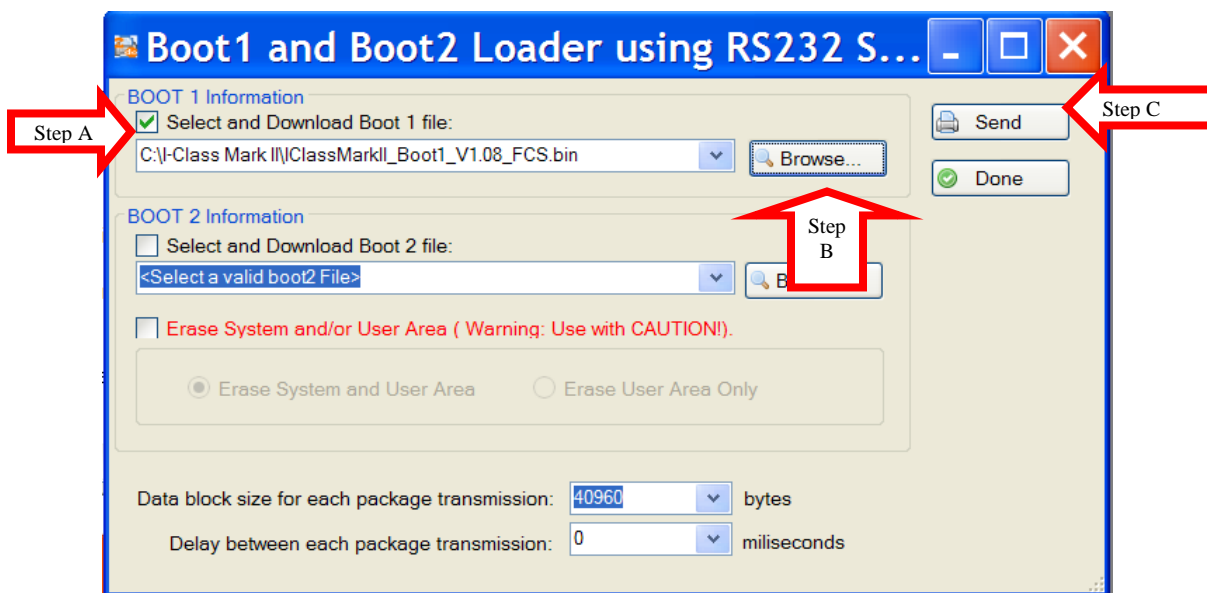 Boot1 and Boot2 Loader using RS232 S...
BOOT 1 Information
Step A
Select and Download Boot 1 file:
C:\I-Class Mark II\IClassMarkII_Boot1_V1.08_FCS.bin
Browse...
Send
Step C
Done
BOOT 2 Information
Step
B
Select and Download Boot 2 file:
<Select a valid boot2 File>
B
Erase System and/or User Area ( Warning: Use with CAUTION!).
Erase System and User Area
Erase User Area Only
Data block size for each package transmission: 40960 bytes
Delay between each package transmission: 0 miliseconds